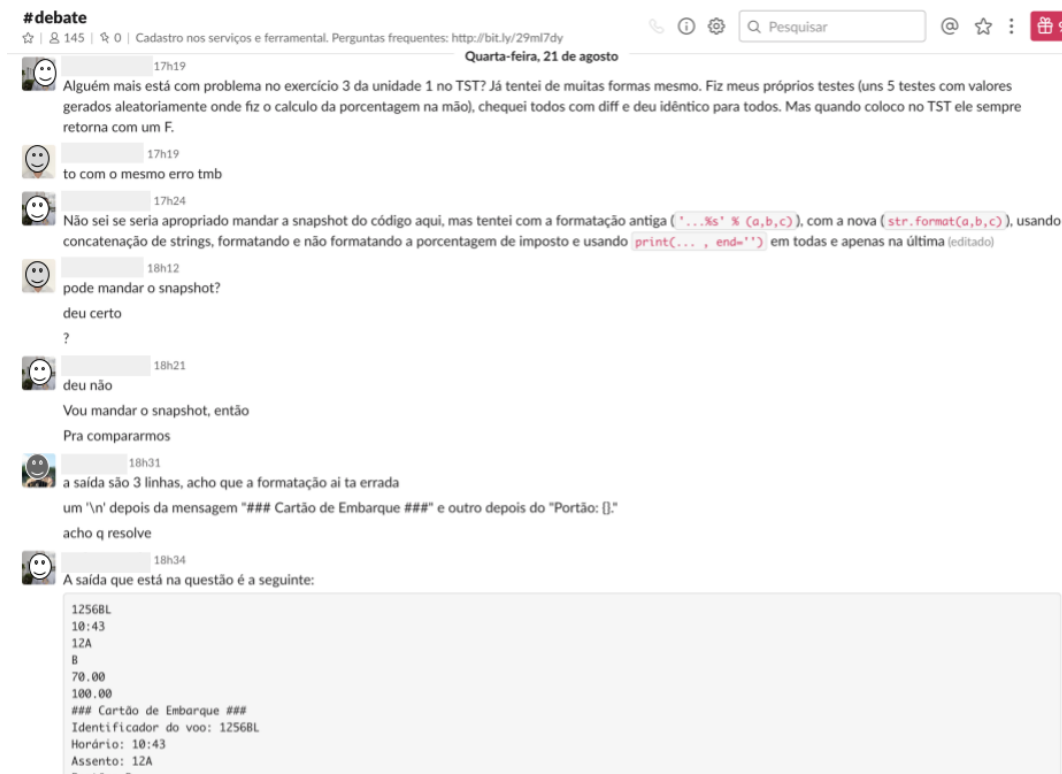 #debate
145 | 0 | Cadastro nos serviços e ferramental. Perguntas frequentes: http://bit.ly/29ml7dy
Pesquisar
Quarta-feira, 21 de agosto
17h19
Alguém mais está com problema no exercício 3 da unidade 1 no TST? Já tentei de muitas formas mesmo. Fiz meus próprios testes (uns 5 testes com valores
gerados aleatoriamente onde fiz o calculo da porcentagem na mão), chequei todos com diff e deu idêntico para todos. Mas quando coloco no TST ele sempre
retorna com um F.
17h19
to com o mesmo erro tmb
17h24
Não sei se seria apropriado mandar a snapshot do código aqui, mas tentei com a formatação antiga ( '...%s' % (a,b,c) ), com a nova ( str.format(a,b,c) ), usando
concatenação de strings, formatando e não formatando a porcentagem de imposto e usando print(... , end='') em todas e apenas na última (editado)
18h12
pode mandar o snapshot?
deu certo
?
18h21
deu não
Vou mandar o snapshot, então
Pra compararmos
18h31
a saída são 3 linhas, acho que a formatação ai ta errada
um '\n' depois da mensagem "### Cartão de Embarque ###" e outro depois do "Portão: {}."
acho q resolve
18h34
A saída que está na questão é a seguinte:
1256BL
10:43
12A
B
70.00
100.00
### Cartão de Embarque ###
Identificador do voo: 1256BL
Horário: 10:43
Assento: 12A